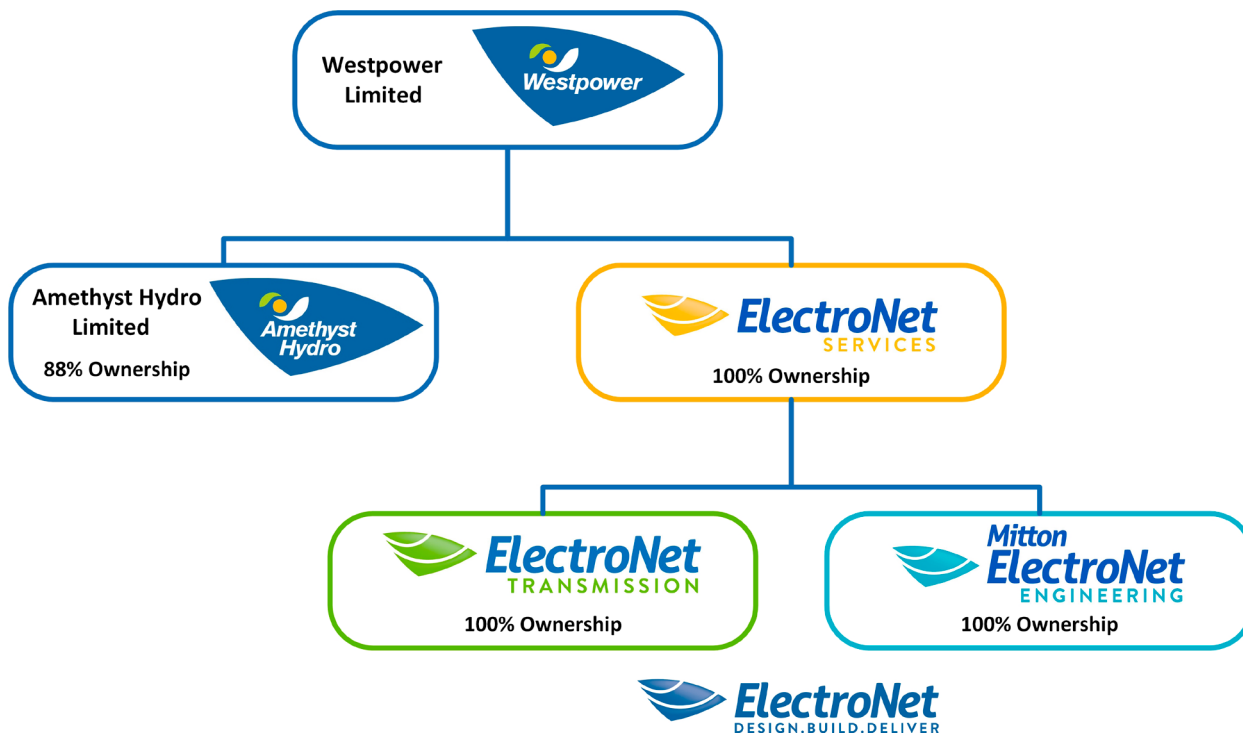 Westpower
Limited
Westpower
Amethyst Hydro
Limited
88% Ownership
Amethyst
Hydro
ElectroNet
SERVICES
100% Ownership
ElectroNet
TRANSMISSION
100% Ownership
Mitton
ElectroNet
ENGINEERING
100% Ownership
ElectroNet
DESIGN.BUILD.DELIVER